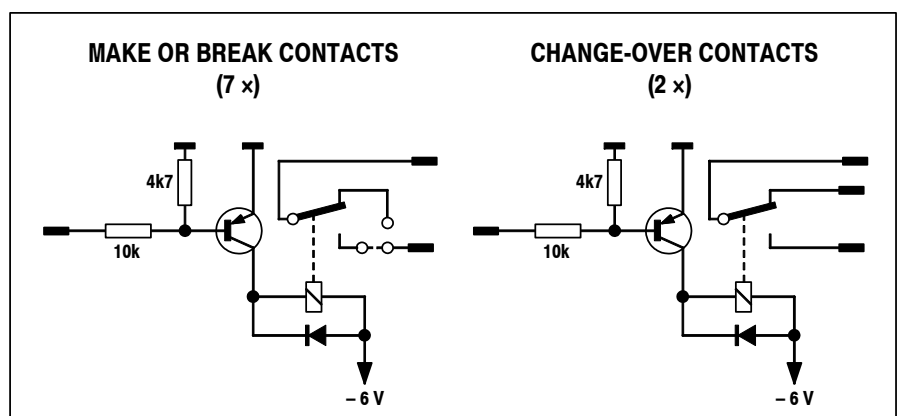 MAKE OR BREAK CONTACTS
(7 ×)
4k7
10k
– 6 V
CHANGE-OVER CONTACTS
(2 ×)
4k7
10k
– 6 V